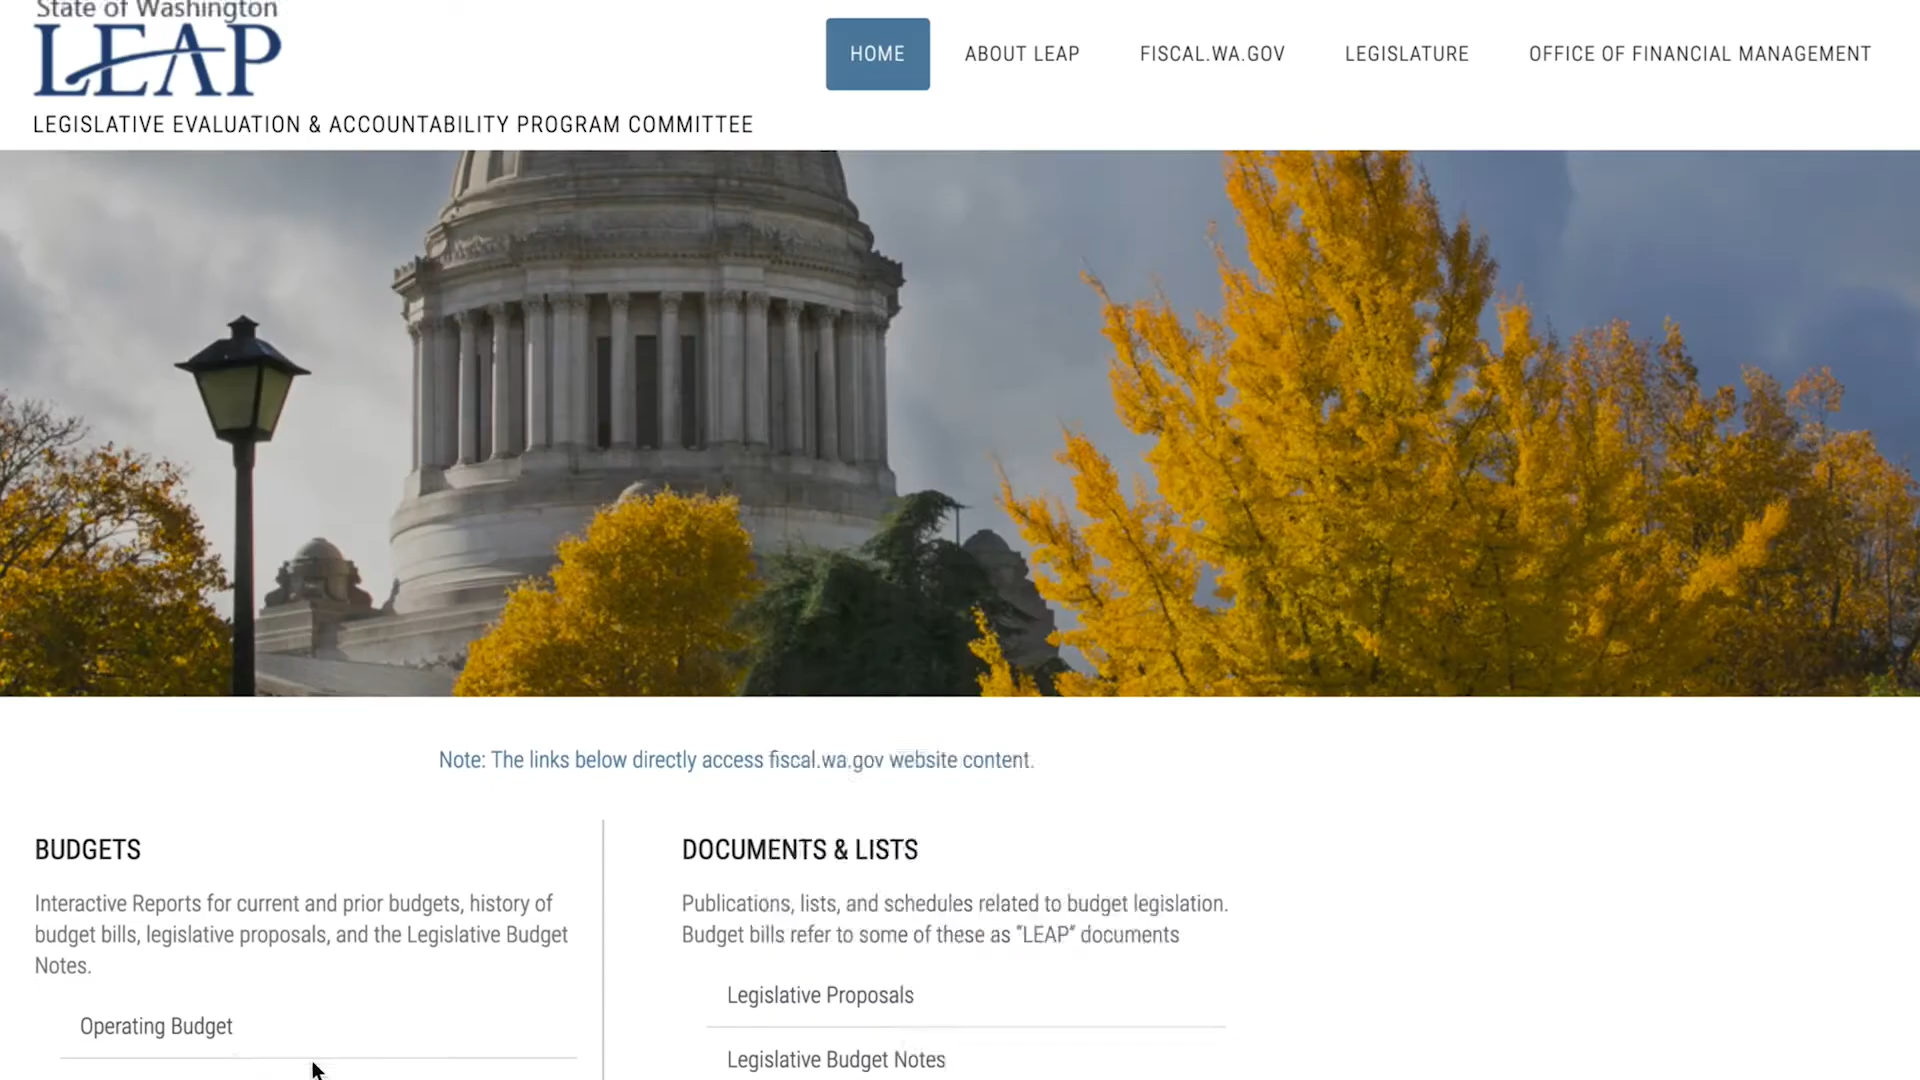 State of Washington
LEAP
HOME
ABOUT LEAP
FISCAL.WA.GOV
LEGISLATURE
OFFICE OF FINANCIAL MANAGEMENT
LEGISLATIVE EVALUATION & ACCOUNTABILITY PROGRAM COMMITTEE
Note: The links below directly access fiscal.wa.gov website content.
BUDGETS
Interactive Reports for current and prior budgets, history of
budget bills, legislative proposals, and the Legislative Budget
Notes.
Operating Budget
DOCUMENTS & LISTS
Publications, lists, and schedules related to budget legislation.
Budget bills refer to some of these as "LEAP" documents
Legislative Proposals
Legislative Budget Notes